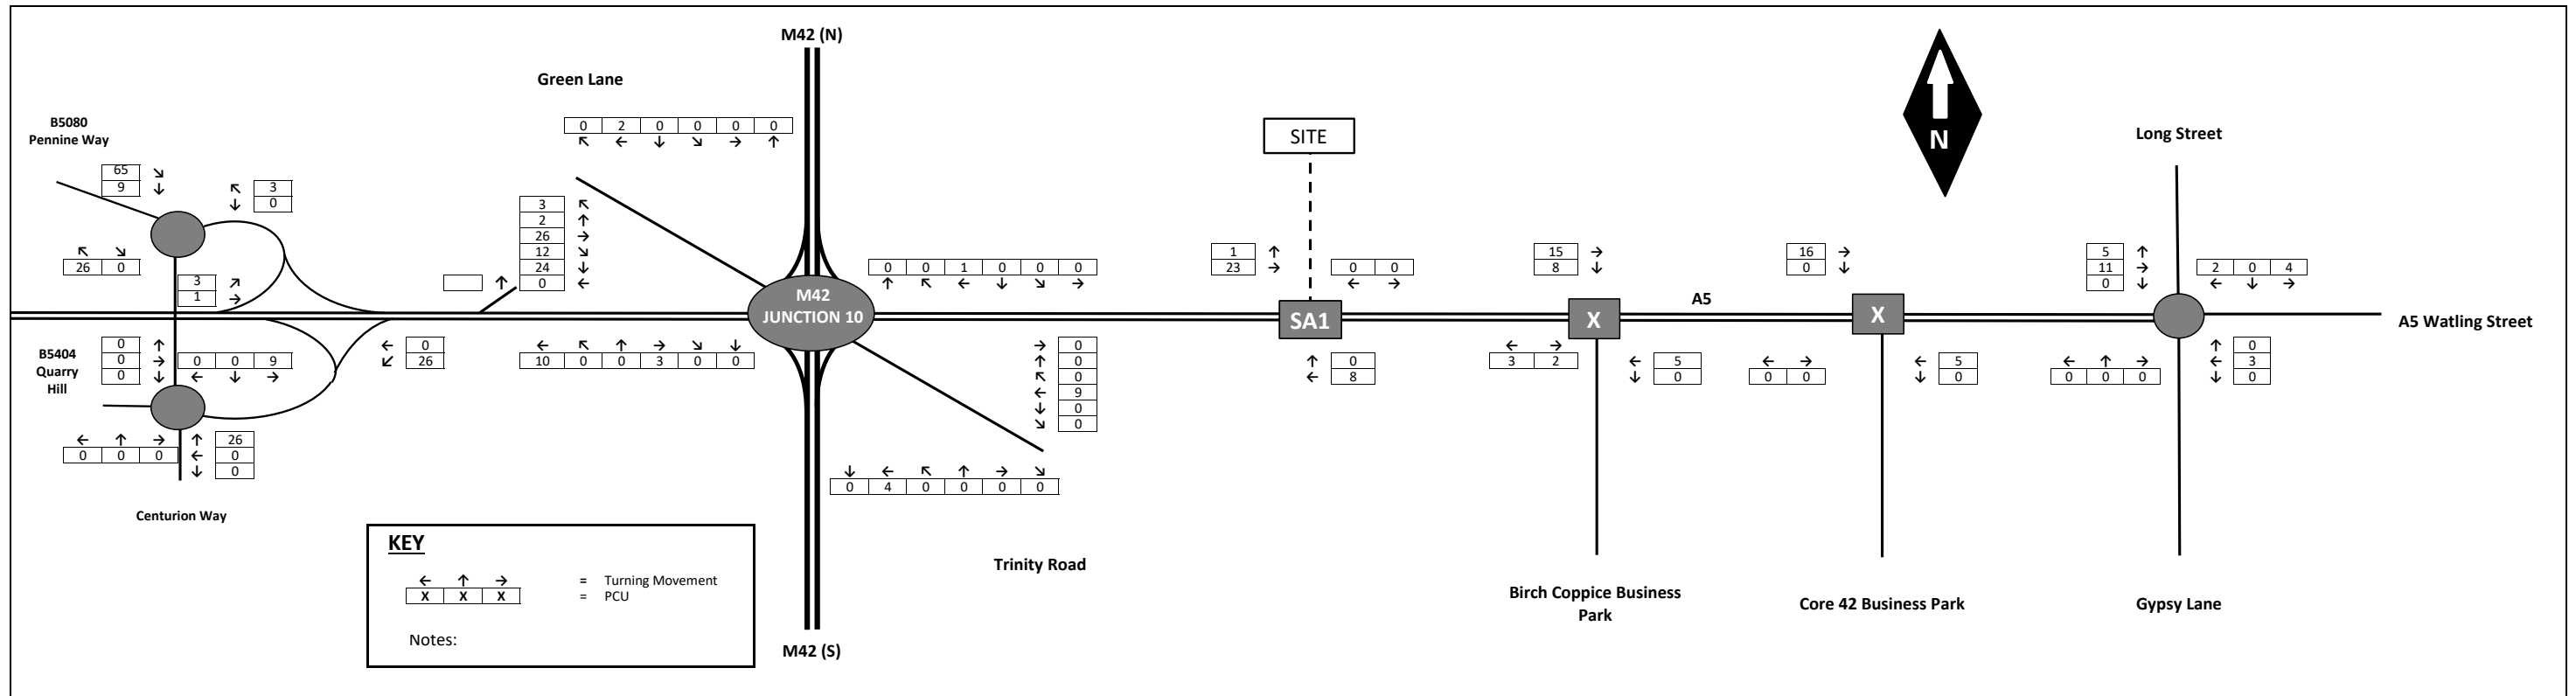 M42 (N)
Green Lane
B5080
Pennine Way
Long Street
SITE
N
0 2 0 0 0 0
↖ ← ↓ ↘ → ↑
65 ↘
9 ↓
↖ 3
↓ 0
3 ↖
2 ↑
26 →
12 ↘
24 ↓
0 ←
↑
↖ ↘
26 0
3 ↗
1 →
0 0 1 0 0 0
↑ ↖ ← ↓ ↘ →
1 ↑
23 →
0 0
← →
15 →
8 ↓
16 →
0 ↓
5 ↑
11 →
0 ↓
2 0 4
← ↓ →
M42
JUNCTION 10
SA1
X
A5
X
A5 Watling Street
B5404
Quarry
Hill
0 ↑
0 →
0 ↓
0 0 9
← ↓ →
← 0
↙ 26
← ↖ ↑ → ↘ ↓
10 0 0 3 0 0
→ 0
↑ 0
↖ 0
← 9
↓ 0
↘ 0
↑ 0
← 8
← →
3 2
← 5
↓ 0
← →
0 0
← 5
↓ 0
← ↑ →
0 0 0
↑ 0
← 3
↓ 0
← ↑ →
0 0 0
↑ 26
← 0
↓ 0
↓ ← ↖ ↑ → ↘
0 4 0 0 0 0
Centurion Way
Trinity Road
Birch Coppice Business
Park
Core 42 Business Park
Gypsy Lane
KEY
← ↑ → = Turning Movement
X X X = PCU
Notes:
M42 (S)